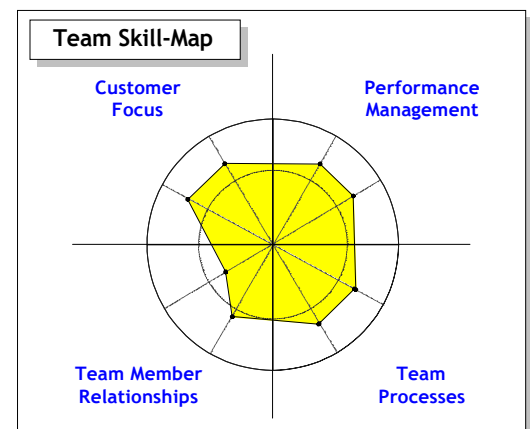 Team Skill-Map
Customer
Focus
Performance
Management
Team Member
Relationships
Team
Processes